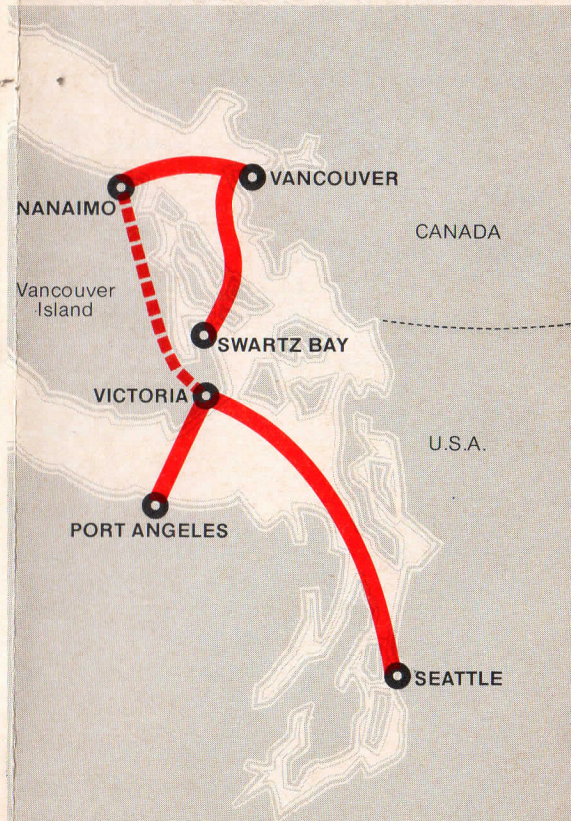 VANCOUVER
NANAIMO
CANADA
Vancouver
Island
SWARTZ BAY
VICTORIA
U.S.A.
PORT ANGELES
SEATTLE